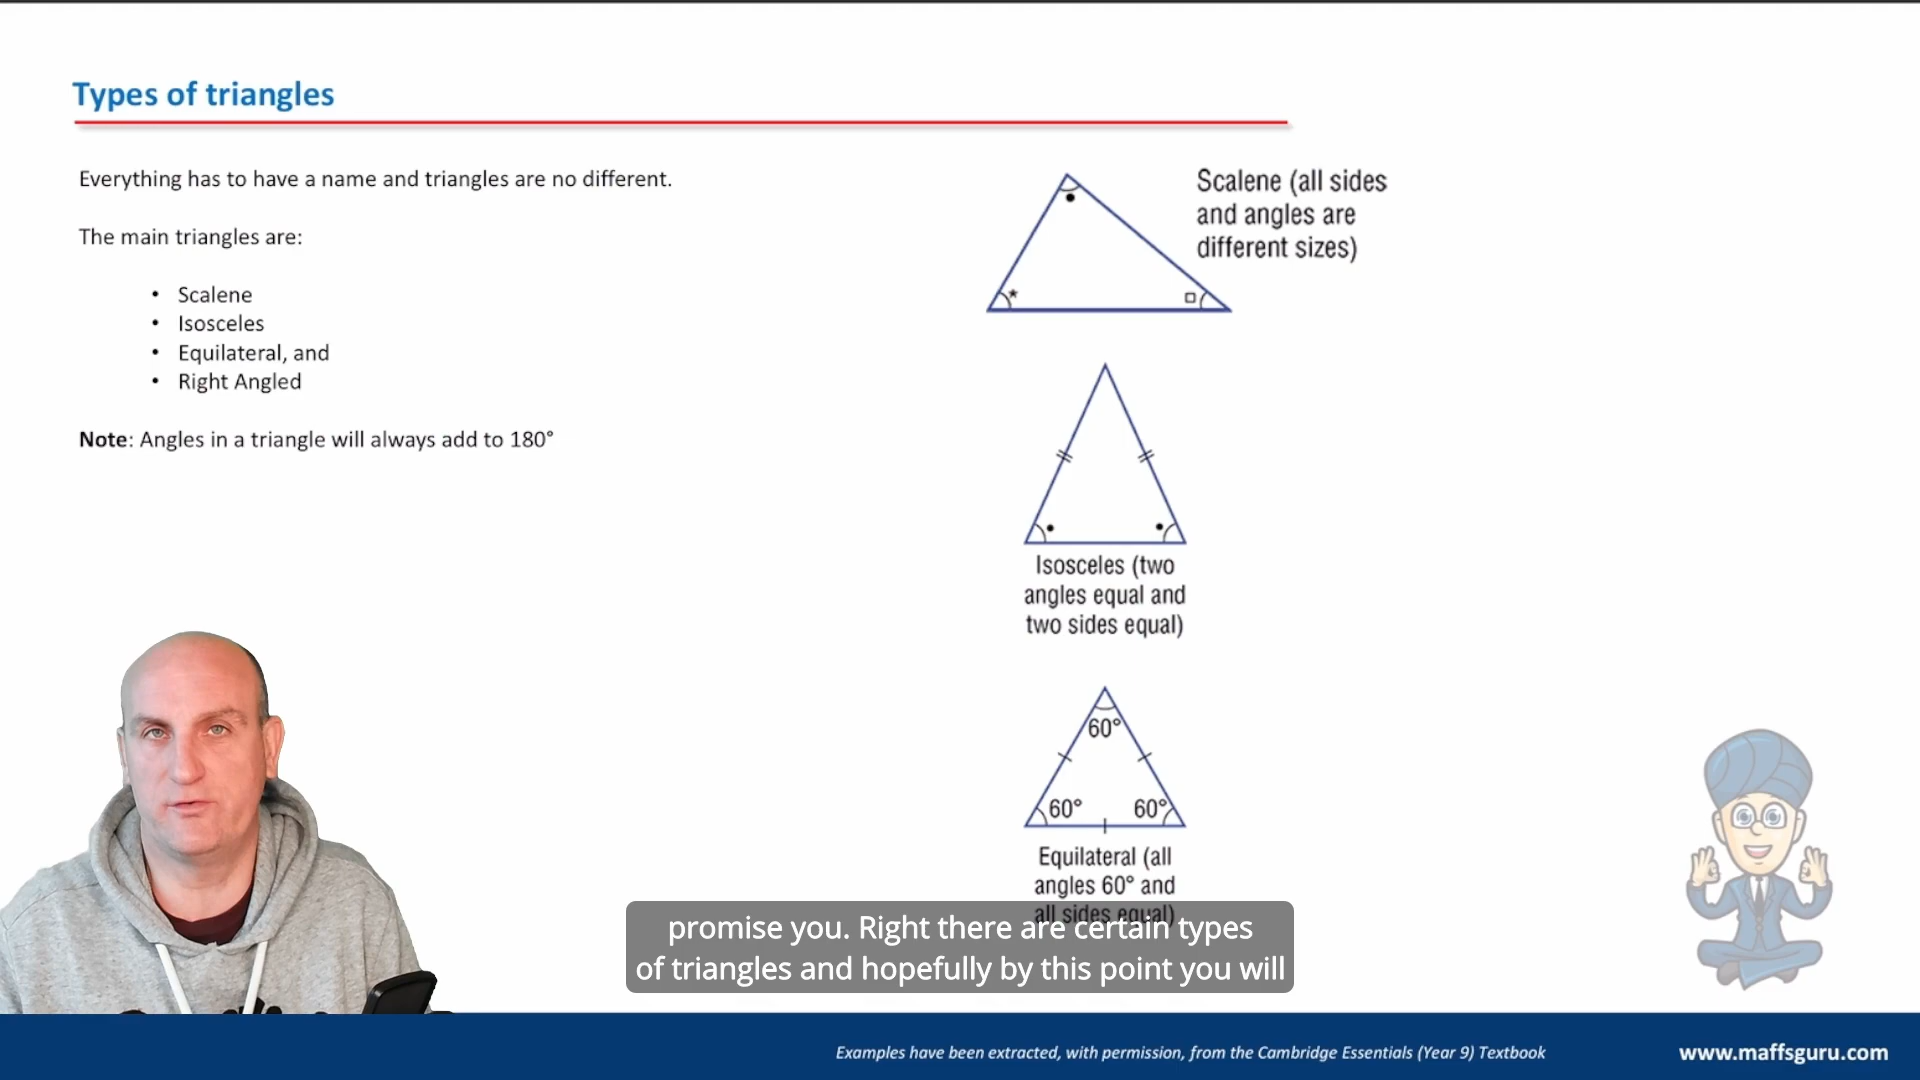 Types of triangles
Everything has to have a name and triangles are no different.
The main triangles are:
• Scalene
• Isosceles
• Equilateral, and
• Right Angled
Note: Angles in a triangle will always add to 180°
Scalene (all sides
and angles are
different sizes)
Isosceles (two
angles equal and
two sides equal)
60°
60° 60°
Equilateral (all
angles 60° and
all sides equal)
promise you. Right there are certain types
of triangles and hopefully by this point you will
Examples have been extracted, with permission, from the Cambridge Essentials (Year 9) Textbook
www.maffsguru.com